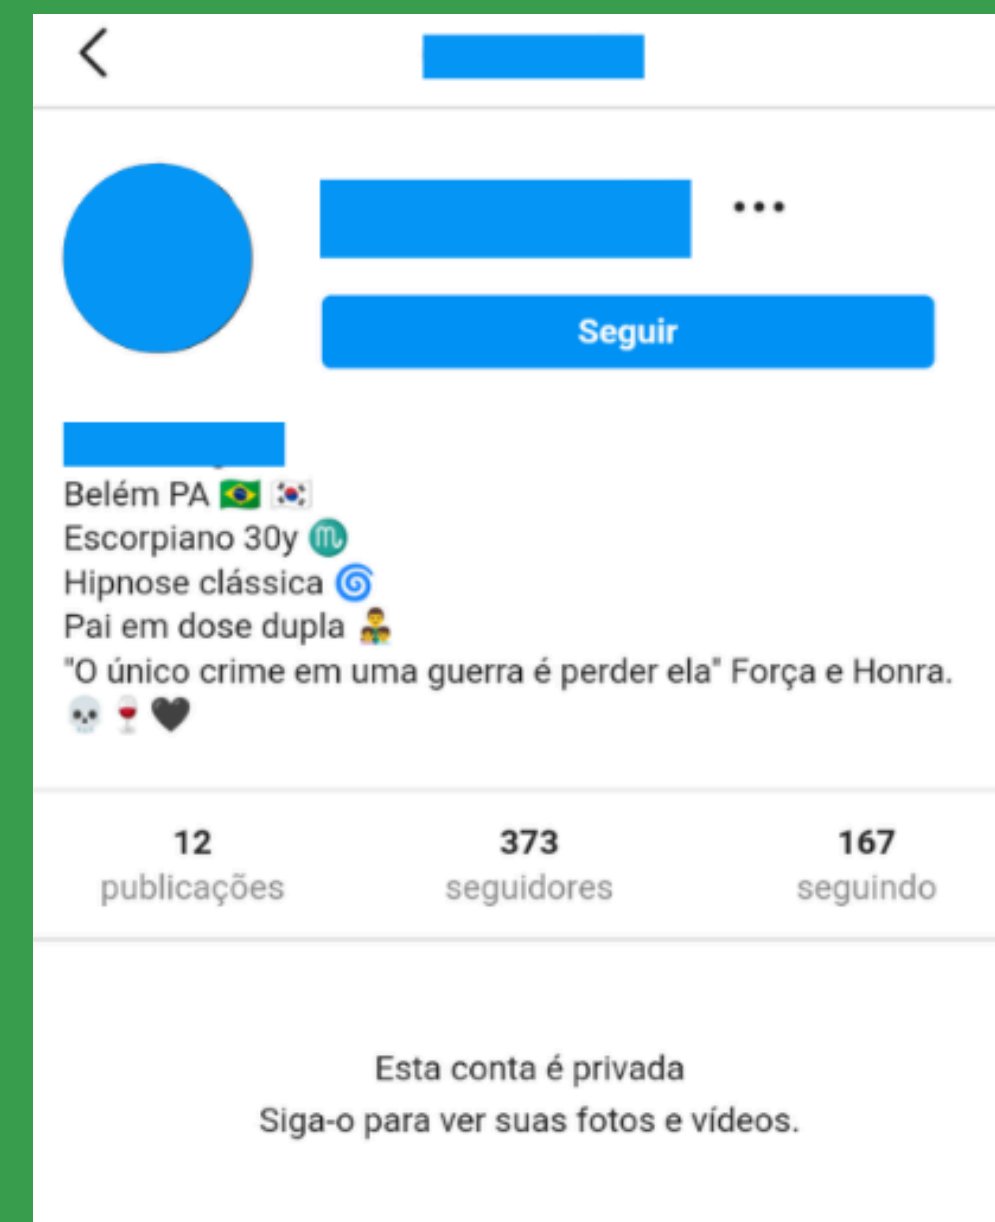 Seguir
Belém PA 🇧🇷 🇰🇷
Escorpiano 30y ♏
Hipnose clássica 🌀
Pai em dose dupla 👨‍👧‍👦
"O único crime em uma guerra é perder ela" Força e Honra.
💀 🍷 🖤
12 373 167
publicações seguidores seguindo
Esta conta é privada
Siga-o para ver suas fotos e vídeos.